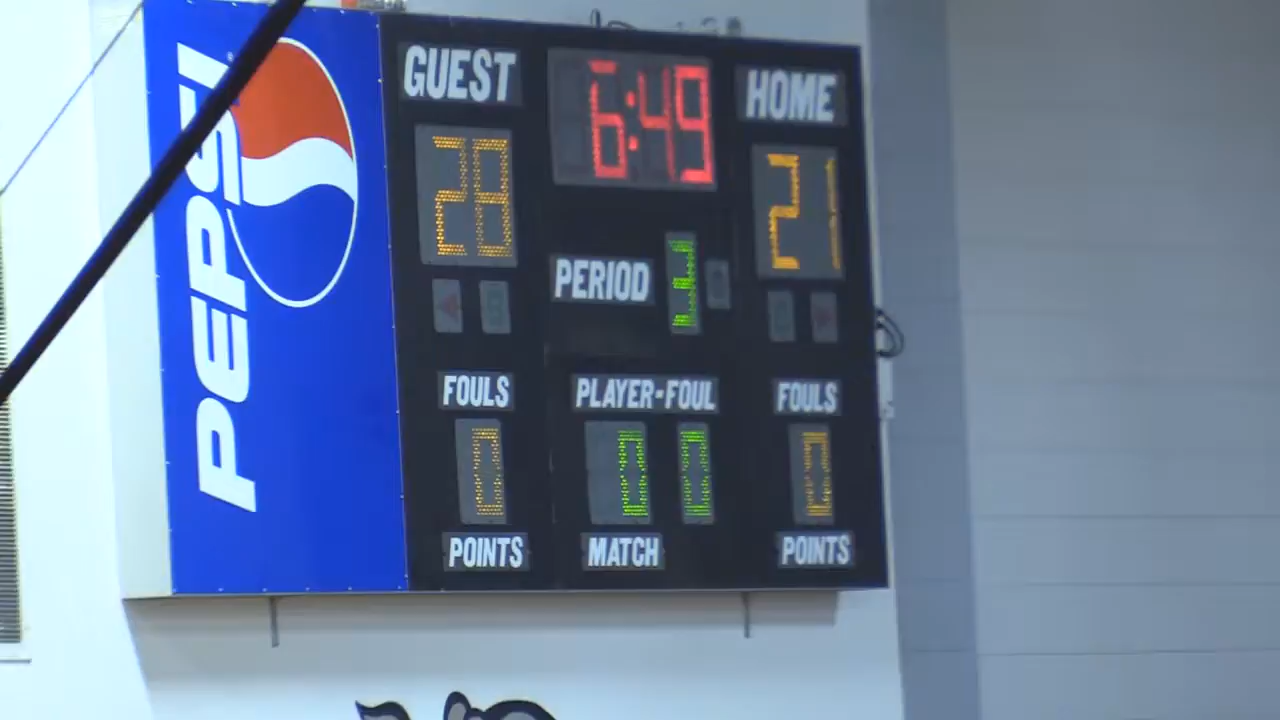 PEPSI
GUEST
6:49
HOME
28
21
PERIOD 3
FOULS
PLAYER-FOUL
FOULS
0
0 0
0
POINTS
MATCH
POINTS